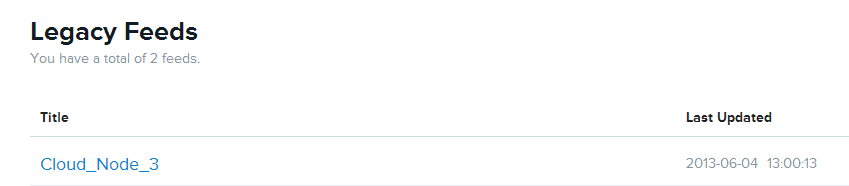 Legacy Feeds
You have a total of 2 feeds.
Title Last Updated
Cloud_Node_3 2013-06-04 13:00:13